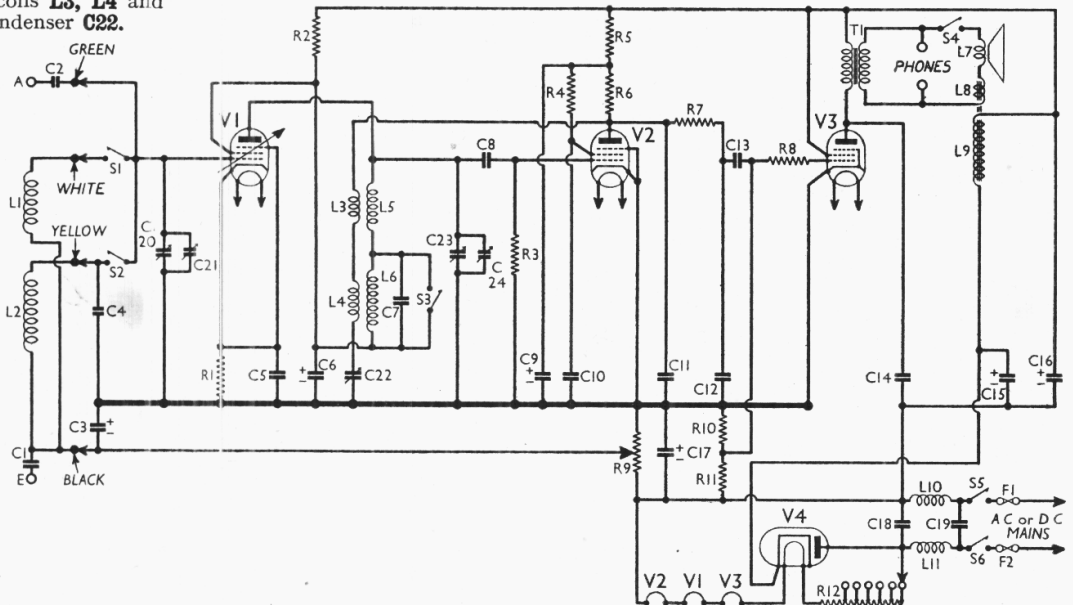 coils L3, L4 and
ndenser C22.
GREEN
A C2
WHITE
YELLOW
L1
L2
S1
S2
C4
C3 + -
C1
E
BLACK
C 20
C21
R1
C5
V1
R2
+ - C6
L3
L4
C22
L5
L6
C7
S3
C23
C 24
C8
R3
C9 + -
R4
C10
R5
R6
V2
R7
C11
C12
C13
R8
R9
+ - C17
R10
R11
V3
T1
PHONES
S4
L7
L8
L9
C14
+ - C15
C16 + -
L10
L11
C18
C19
S5
S6
F1
F2
AC or DC
MAINS
V4
V2 V1 V3
R12